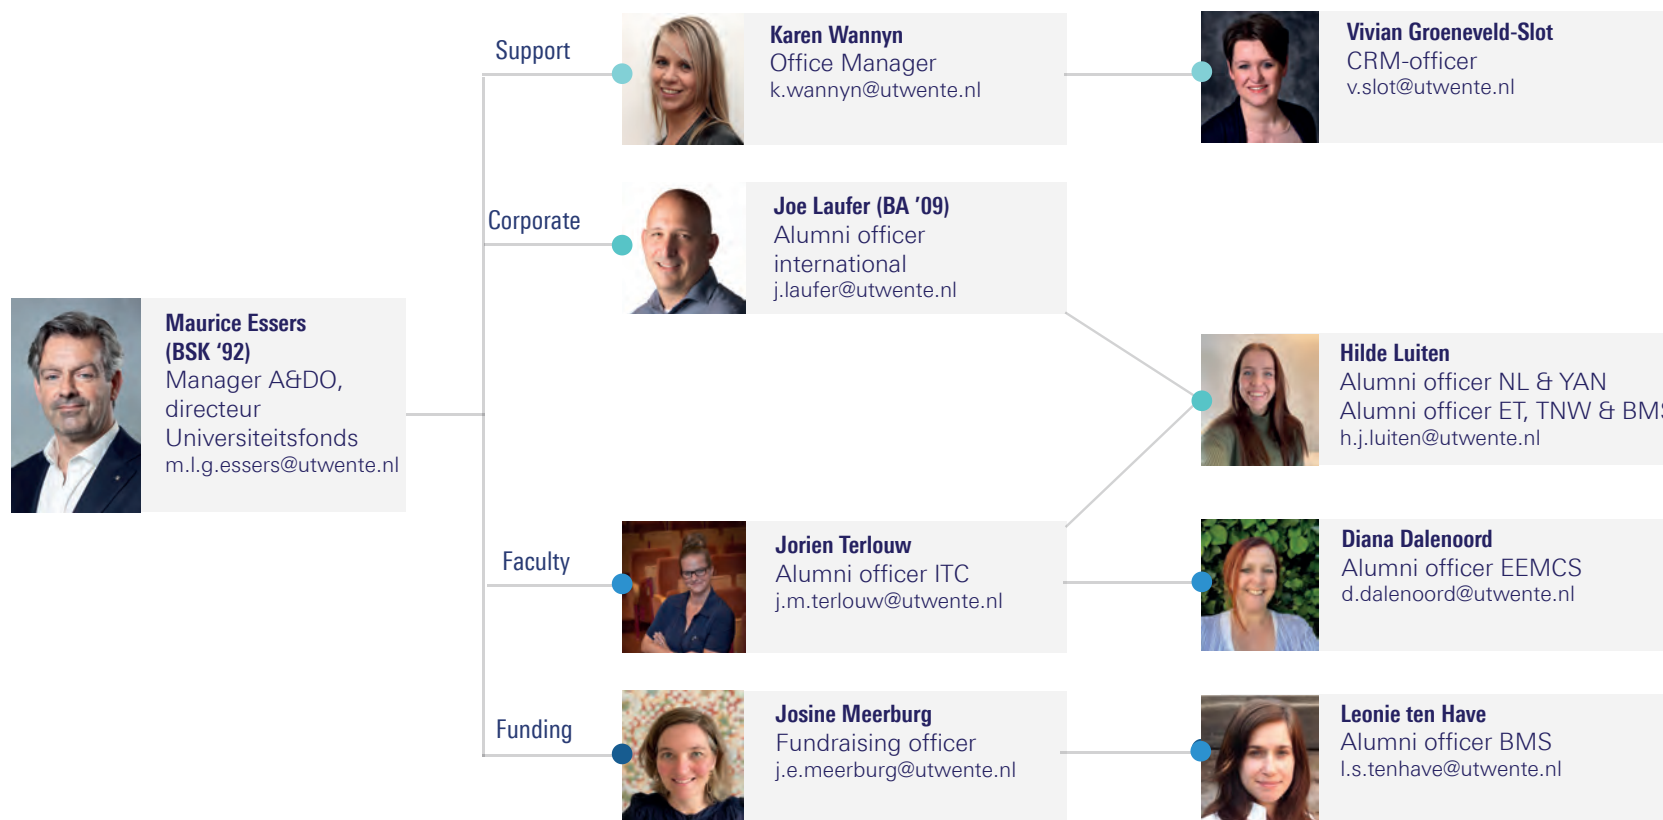 Support
Karen Wannyn
Office Manager
k.wannyn@utwente.nl
Vivian Groeneveld-Slot
CRM-officer
v.slot@utwente.nl
Corporate
Joe Laufer (BA ’09)
Alumni officer
international
j.laufer@utwente.nl
Maurice Essers
(BSK ‘92)
Manager A&DO,
directeur
Universiteitsfonds
m.l.g.essers@utwente.nl
Hilde Luiten
Alumni officer NL & YAN
Alumni officer ET, TNW & BMS
h.j.luiten@utwente.nl
Faculty
Jorien Terlouw
Alumni officer ITC
j.m.terlouw@utwente.nl
Diana Dalenoord
Alumni officer EEMCS
d.dalenoord@utwente.nl
Funding
Josine Meerburg
Fundraising officer
j.e.meerburg@utwente.nl
Leonie ten Have
Alumni officer BMS
l.s.tenhave@utwente.nl